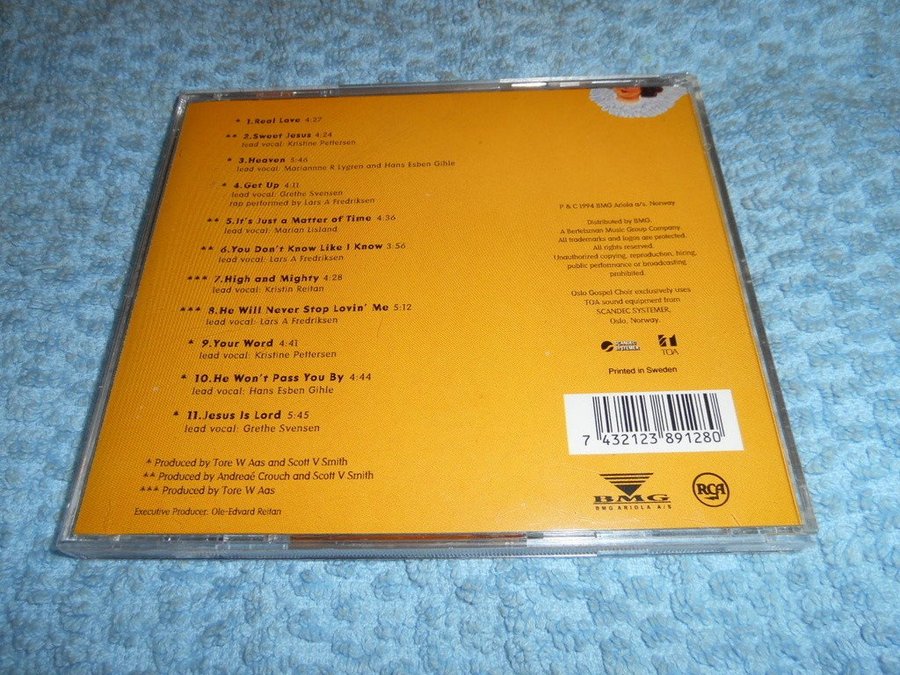 * 1.Real Love 4:27
** 2.Sweet Jesus 4:24
lead vocal: Kristine Pettersen
* 3.Heaven 5:46
lead vocal: Mariannne R Lygren and Hans Esben Gihle
* 4.Get Up 4:11
lead vocal: Grethe Svensen
rap performed by Lars A Fredriksen
** 5.It's Just a Matter of Time 4:36
lead vocal: Marian Lisland
** 6.You Don't Know Like I Know 3:56
lead vocal: Lars A Fredriksen
*** 7.High and Mighty 4:28
lead vocal: Kristin Reitan
*** 8.He Will Never Stop Lovin' Me 5:12
lead vocal: Lars A Fredriksen
* 9.Your Word 4:41
lead vocal: Kristine Pettersen
* 10.He Won't Pass You By 4:44
lead vocal: Hans Esben Gihle
* 11.Jesus Is Lord 5:45
lead vocal: Grethe Svensen
* Produced by Tore W Aas and Scott V Smith
** Produced by Andreaé Crouch and Scott V Smith
*** Produced by Tore W Aas
Executive Producer: Ole-Edvard Reitan
P & C 1994 BMG Ariola a/s, Norway
Distributed by BMG.
A Bertelsman Music Group Company.
All trademarks and logos are protected.
All rights reserved.
Unauthorized copying, reproduction, hiring,
public performance or broadcasting
prohibited.
Oslo Gospel Choir exclusively uses
TOA sound equipment from
SCANDEC SYSTEMER,
Oslo, Norway.
SCANDEC SYSTEMER
TOA
Printed in Sweden
7 432123 891280
BMG
BMG ARIOLA A/S
RCA